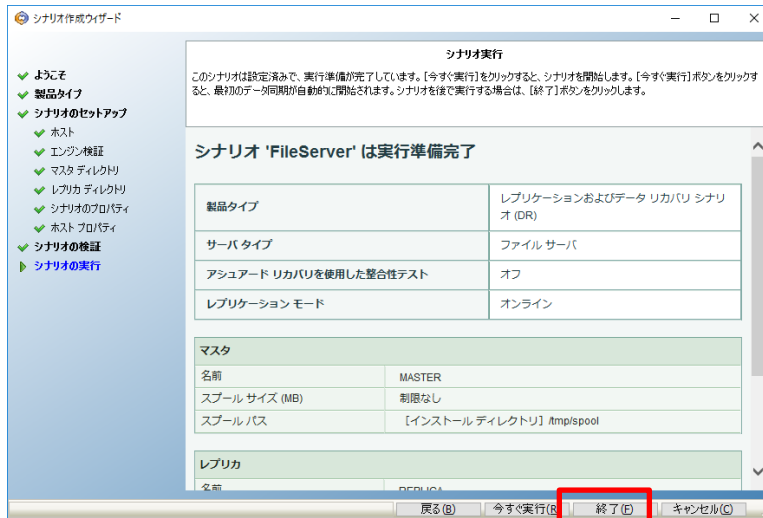 シナリオ作成ウィザード
シナリオ実行
このシナリオは設定済みで、実行準備が完了しています。[今すぐ実行]をクリックすると、シナリオを開始します。[今すぐ実行]ボタンをクリックす
ると、最初のデータ同期が自動的に開始されます。シナリオを後で実行する場合は、[終了]ボタンをクリックします。
ようこそ
製品タイプ
シナリオのセットアップ
ホスト
エンジン検証
マスタ ディレクトリ
レプリカ ディレクトリ
シナリオのプロパティ
ホスト プロパティ
シナリオの検証
シナリオの実行
シナリオ 'FileServer' は実行準備完了
製品タイプ
レプリケーションおよびデータ リカバリ シナリ
オ (DR)
サーバ タイプ
ファイル サーバ
アシュアード リカバリを使用した整合性テスト
オフ
レプリケーション モード
オンライン
マスタ
名前
MASTER
スプール サイズ (MB)
制限なし
スプール パス
[インストール ディレクトリ] /tmp/spool
レプリカ
名前
REPLICA
戻る(B)
今すぐ実行(R
終了(F)
キャンセル(C)